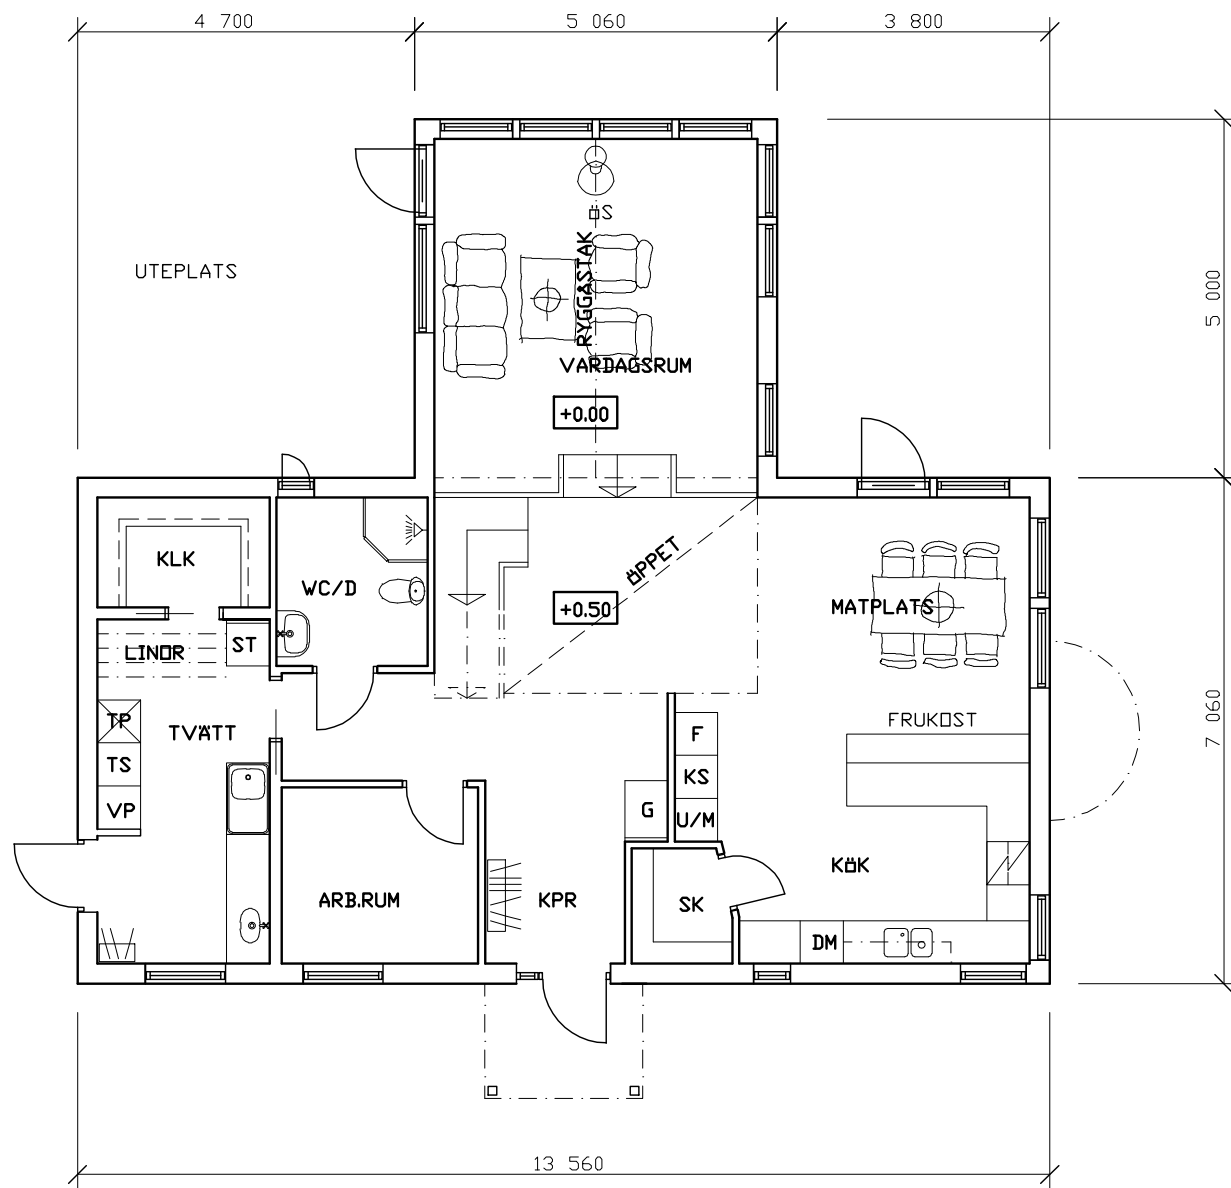 4 700
5 060
3 800
UTEPLATS
ÖS
RYGGÅSTAK
5 000
VARDAGSRUM
+0.00
KLK
WC/D
ÖPPET
+0.50
MATPLATS
LINOR
ST
TP
TVÄTT
FRUKOST
7 060
F
TS
KS
VP
G
U/M
KÖK
ARB.RUM
KPR
SK
DM
13 560